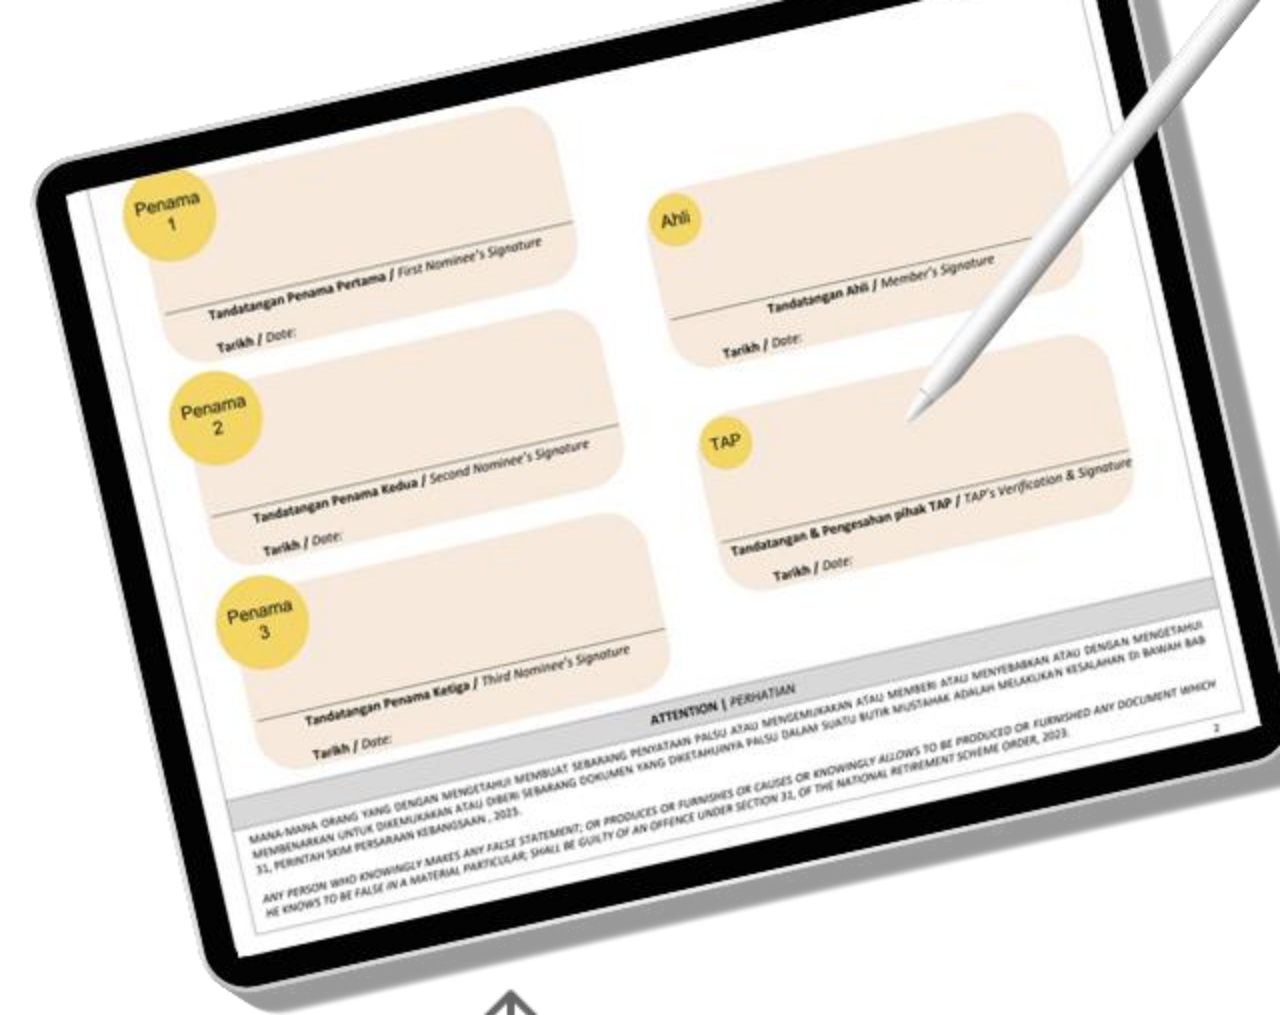 Penama
1
Tandatangan Penama Pertama / First Nominee's Signature
Tarikh / Date:
Penama
2
Tandatangan Penama Kedua / Second Nominee's Signature
Tarikh / Date:
Penama
3
Tandatangan Penama Ketiga / Third Nominee's Signature
Tarikh / Date:
Ahli
Tandatangan Ahli / Member's Signature
Tarikh / Date:
TAP
Tandatangan & Pengesahan pihak TAP / TAP's Verification & Signature
Tarikh / Date:
ATTENTION | PERHATIAN
MANA-MANA ORANG YANG DENGAN MENGETAHUI MEMBUAT SEBARANG PENYATAAN PALSU ATAU MENGEMUKAKAN ATAU MEMBERI ATAU MENYEBABKAN ATAU DENGAN MENGETAHUI
MEMBENARKAN UNTUK DIKEMUKAKAN ATAU DIBERI SEBARANG DOKUMEN YANG DIKETAHUINYA PALSU DALAM SUATU BUTIR MUSTAHAK ADALAH MELAKUKAN KESALAHAN DI BAWAH BAB
31, PERINTAH SKIM PERSARAAN KEBANGSAAN , 2023.
ANY PERSON WHO KNOWINGLY MAKES ANY FALSE STATEMENT; OR PRODUCES OR FURNISHES OR CAUSES OR KNOWINGLY ALLOWS TO BE PRODUCED OR FURNISHED ANY DOCUMENT WHICH
HE KNOWS TO BE FALSE IN A MATERIAL PARTICULAR; SHALL BE GUILTY OF AN OFFENCE UNDER SECTION 31, OF THE NATIONAL RETIREMENT SCHEME ORDER, 2023.
2